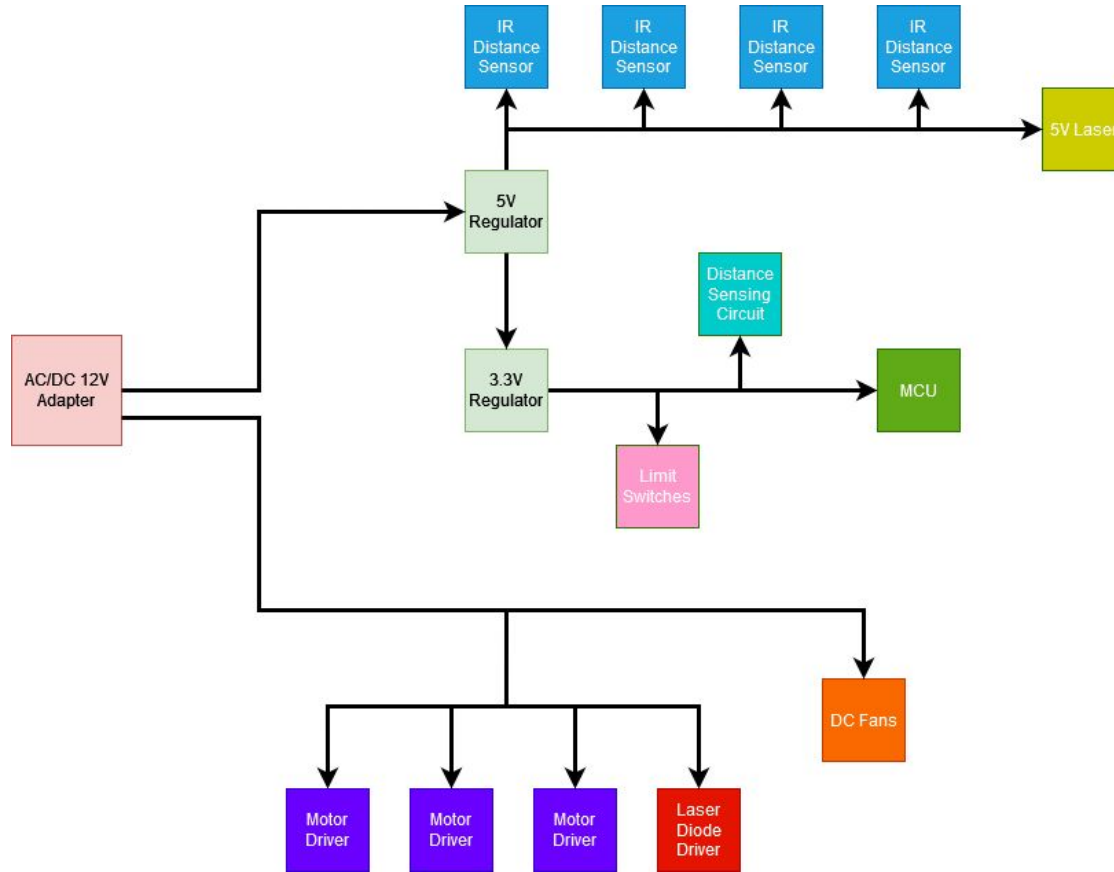 IR
Distance
Sensor
IR
Distance
Sensor
IR
Distance
Sensor
IR
Distance
Sensor
5V Laser
5V
Regulator
Distance
Sensing
Circuit
AC/DC 12V
Adapter
3.3V
Regulator
MCU
Limit
Switches
DC Fans
Motor
Driver
Motor
Driver
Motor
Driver
Laser
Diode
Driver